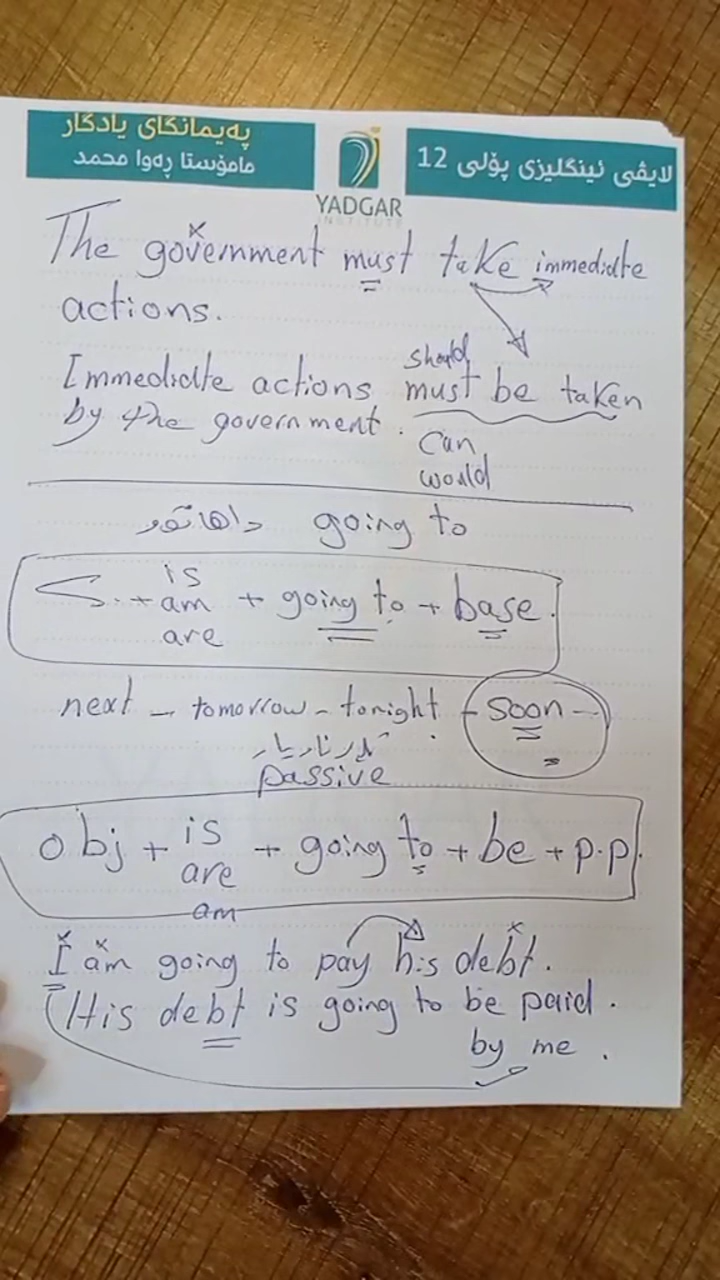 پەیمانگای یادگار
مامۆستا ڕەوا محمد
YADGAR
INSTITUTE
لایڤی ئینگلیزی پۆلی 12
The government must take immediate
actions.
should
Immediate actions must be taken
by the government.
can
would
داهاتوو going to
is
S. + am + going to + base.
are
next - tomorrow - tonight - soon -
کارنادیار
passive
is
obj + are + going to + be + p.p.
am
I am going to pay his debt.
His debt is going to be paid.
by me.